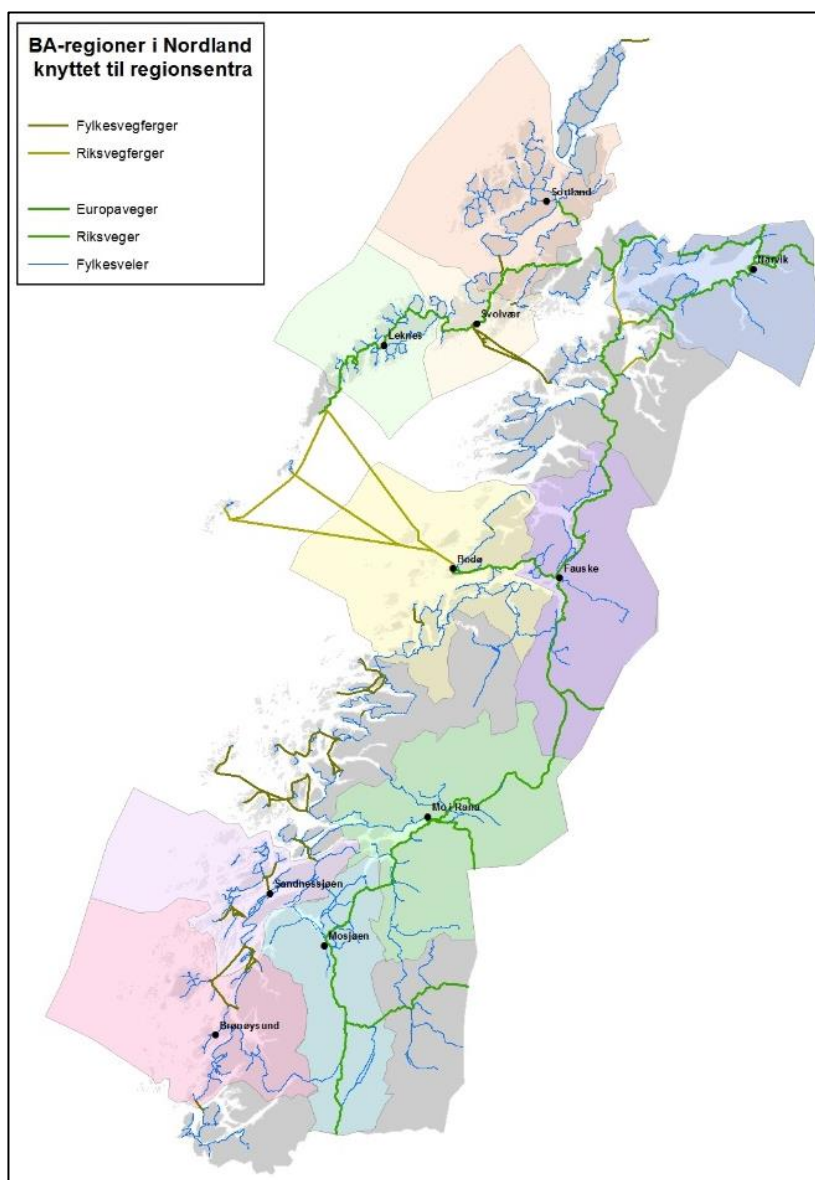 BA-regioner i Nordland
knyttet til regionsentra
Fylkesvegferger
Riksvegferger
Europaveger
Riksveger
Fylkesveier
Sortland
Narvik
Svolvær
Leknes
Bodø
Fauske
Mo i Rana
Sandnessjøen
Mosjøen
Brønøysund